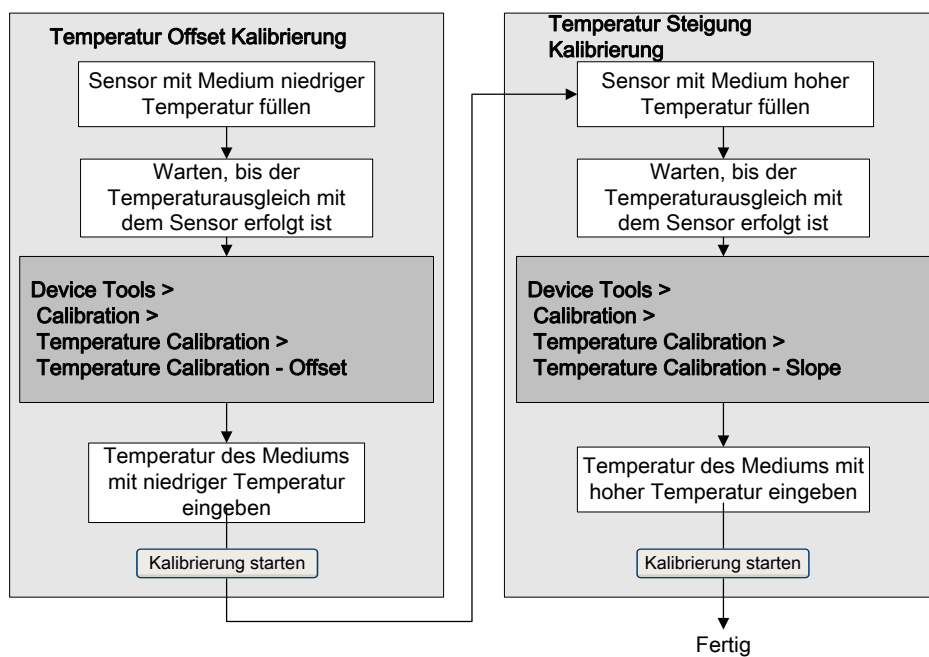 Temperatur Offset Kalibrierung
Sensor mit Medium niedriger
Temperatur füllen
Warten, bis der
Temperaturausgleich mit
dem Sensor erfolgt ist
Device Tools >
Calibration >
Temperature Calibration >
Temperature Calibration - Offset
Temperatur des Mediums
mit niedriger Temperatur
eingeben
Kalibrierung starten
Temperatur Steigung
Kalibrierung
Sensor mit Medium hoher
Temperatur füllen
Warten, bis der
Temperaturausgleich mit
dem Sensor erfolgt ist
Device Tools >
Calibration >
Temperature Calibration >
Temperature Calibration - Slope
Temperatur des Mediums mit
hoher Temperatur eingeben
Kalibrierung starten
Fertig